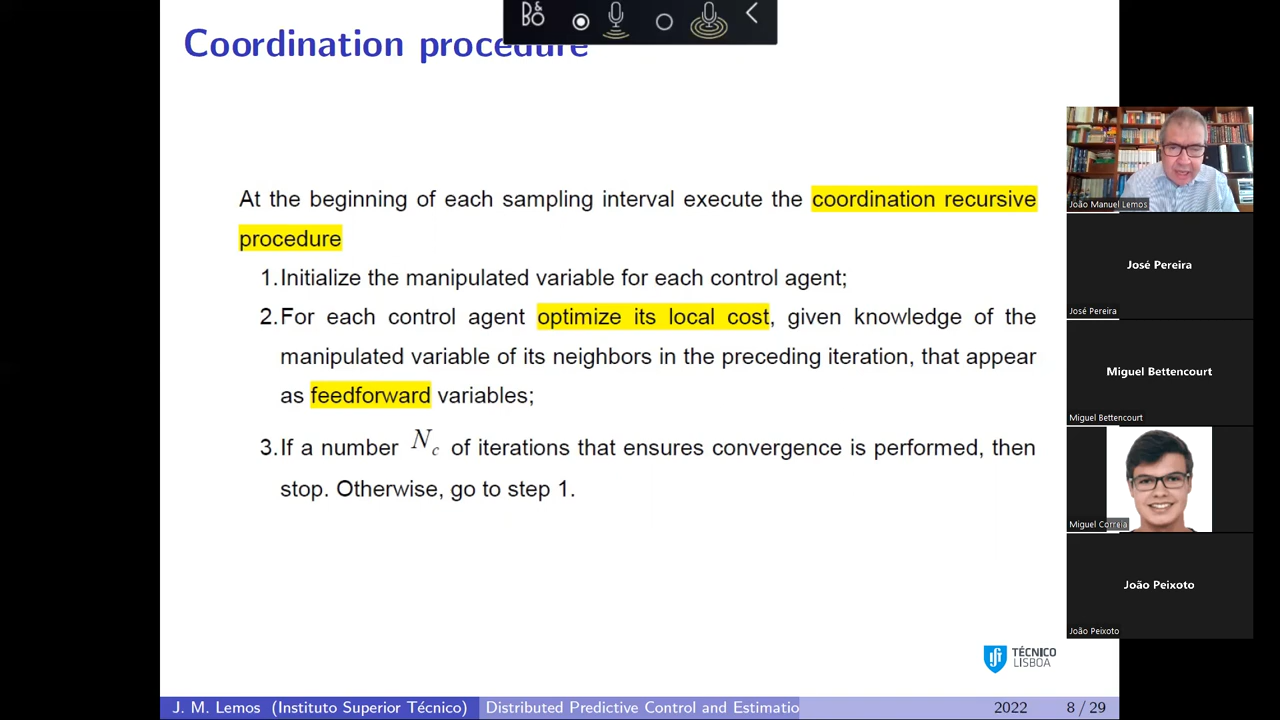 B&O
Coordination procedure
At the beginning of each sampling interval execute the coordination recursive
procedure
1. Initialize the manipulated variable for each control agent;
2. For each control agent optimize its local cost, given knowledge of the
manipulated variable of its neighbors in the preceding iteration, that appear
as feedforward variables;
3. If a number N_c of iterations that ensures convergence is performed, then
stop. Otherwise, go to step 1.
TÉCNICO
LISBOA
J. M. Lemos (Instituto Superior Técnico)
Distributed Predictive Control and Estimatio
2022
8 / 29
João Manuel Lemos
José Pereira
José Pereira
Miguel Bettencourt
Miguel Bettencourt
Miguel Correia
João Peixoto
João Peixoto